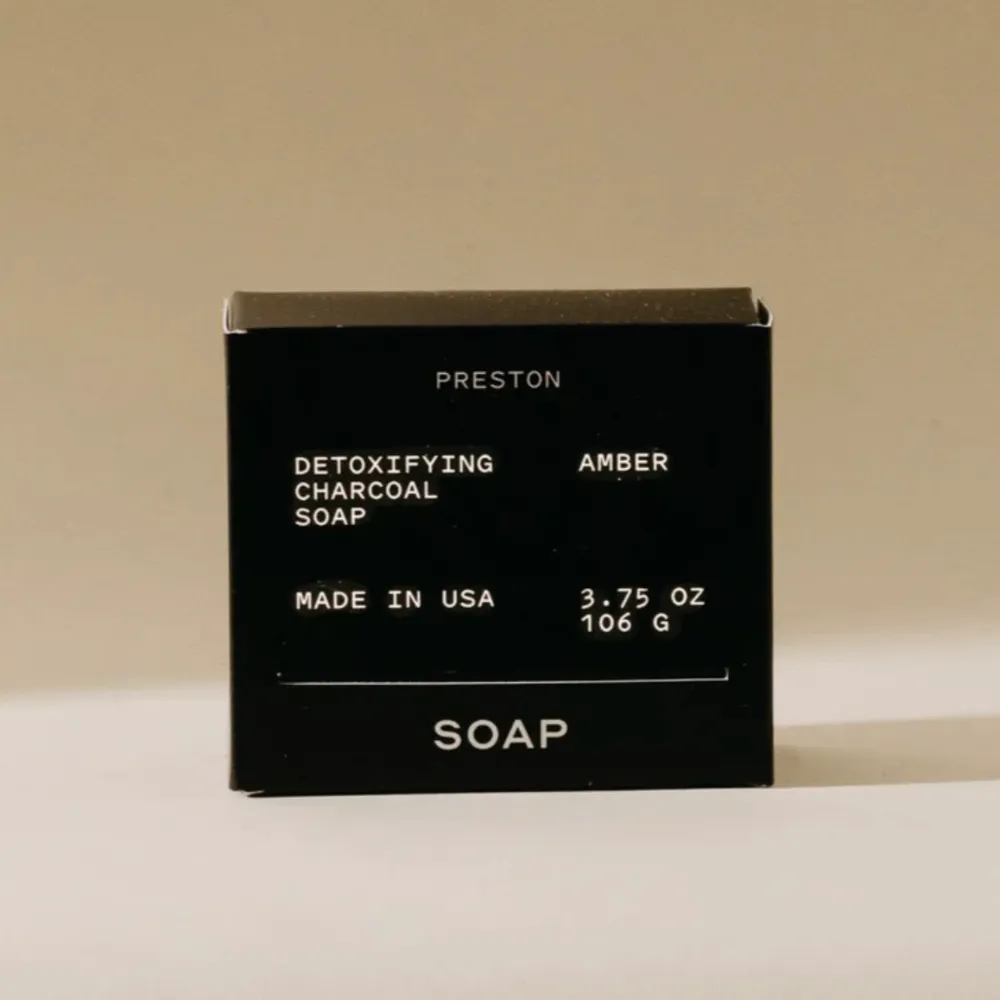 PRESTON
DETOXIFYING
CHARCOAL
SOAP
AMBER
MADE IN USA
3.75 OZ
106 G
SOAP